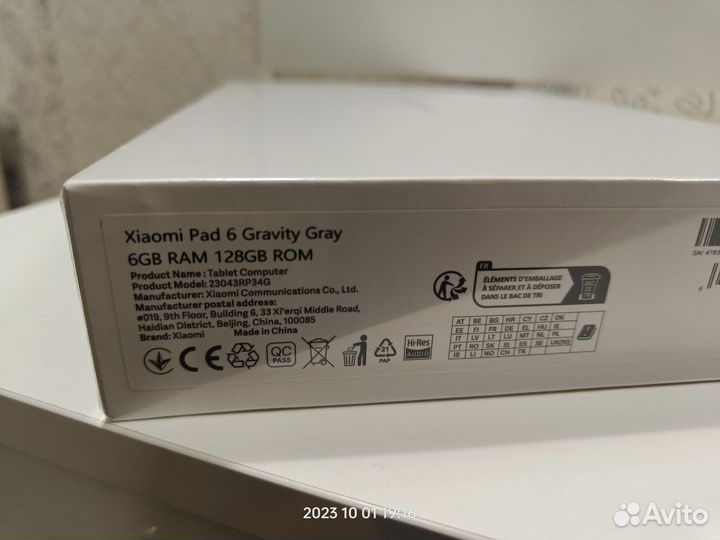 Xiaomi Pad 6 Gravity Gray
6GB RAM 128GB ROM
Product Name : Tablet Computer
Product Model: 23043RP34G
Manufacturer: Xiaomi Communications Co., Ltd.
Manufacturer postal address:
#019, 9th Floor, Building 6, 33 Xi'erqi Middle Road,
Haidian District, Beijing, China, 100085
Brand: Xiaomi Made in China
CE
QC
PASS
21
PAP
Hi-Res
AUDIO
FR
ÉLÉMENTS D'EMBALLAGE
À SÉPARER ET À DÉPOSER
DANS LE BAC DE TRI
BAC
DE
TRI
AT BE BG HR CY CZ DK
EE FI FR DE EL HU IE
IT LV LT LU MT NL PL
PT RO SK SI ES SE UK(NI)
IS LI NO CH TR
SN: 4783
2023 10 01 19:16
Avito